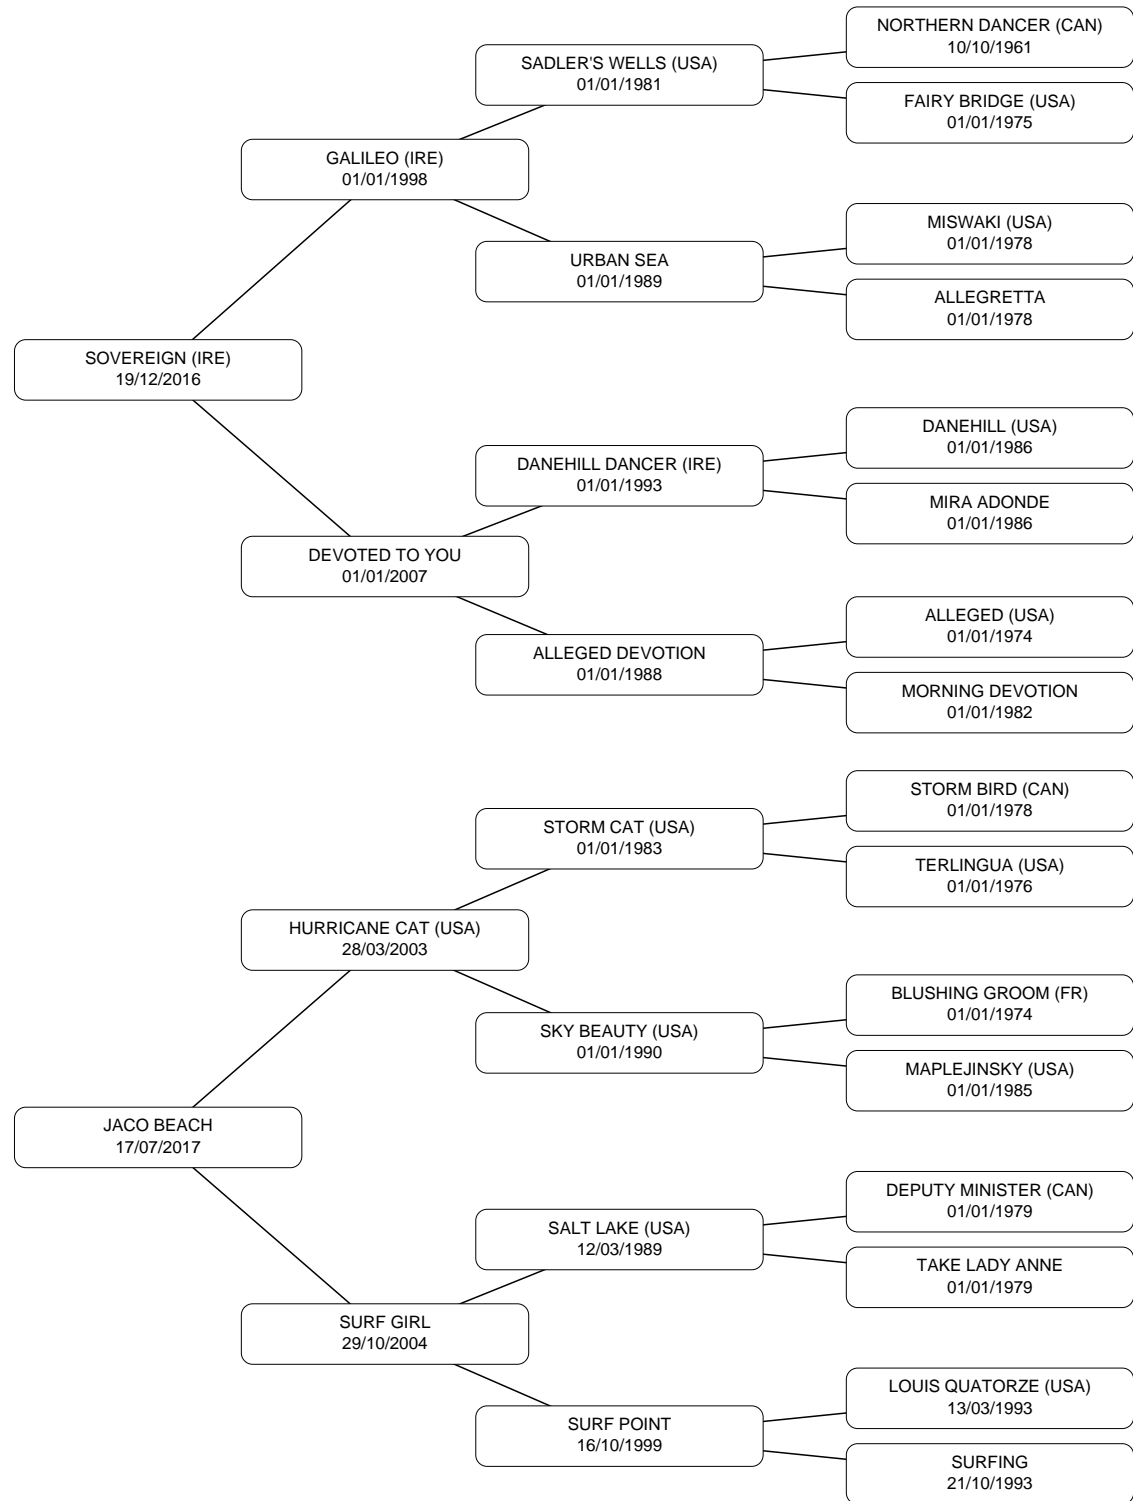 NORTHERN DANCER (CAN)
10/10/1961
SADLER'S WELLS (USA)
01/01/1981
FAIRY BRIDGE (USA)
01/01/1975
GALILEO (IRE)
01/01/1998
MISWAKI (USA)
01/01/1978
URBAN SEA
01/01/1989
ALLEGRETTA
01/01/1978
SOVEREIGN (IRE)
19/12/2016
DANEHILL (USA)
01/01/1986
DANEHILL DANCER (IRE)
01/01/1993
MIRA ADONDE
01/01/1986
DEVOTED TO YOU
01/01/2007
ALLEGED (USA)
01/01/1974
ALLEGED DEVOTION
01/01/1988
MORNING DEVOTION
01/01/1982
STORM BIRD (CAN)
01/01/1978
STORM CAT (USA)
01/01/1983
TERLINGUA (USA)
01/01/1976
HURRICANE CAT (USA)
28/03/2003
BLUSHING GROOM (FR)
01/01/1974
SKY BEAUTY (USA)
01/01/1990
MAPLEJINSKY (USA)
01/01/1985
JACO BEACH
17/07/2017
DEPUTY MINISTER (CAN)
01/01/1979
SALT LAKE (USA)
12/03/1989
TAKE LADY ANNE
01/01/1979
SURF GIRL
29/10/2004
LOUIS QUATORZE (USA)
13/03/1993
SURF POINT
16/10/1999
SURFING
21/10/1993